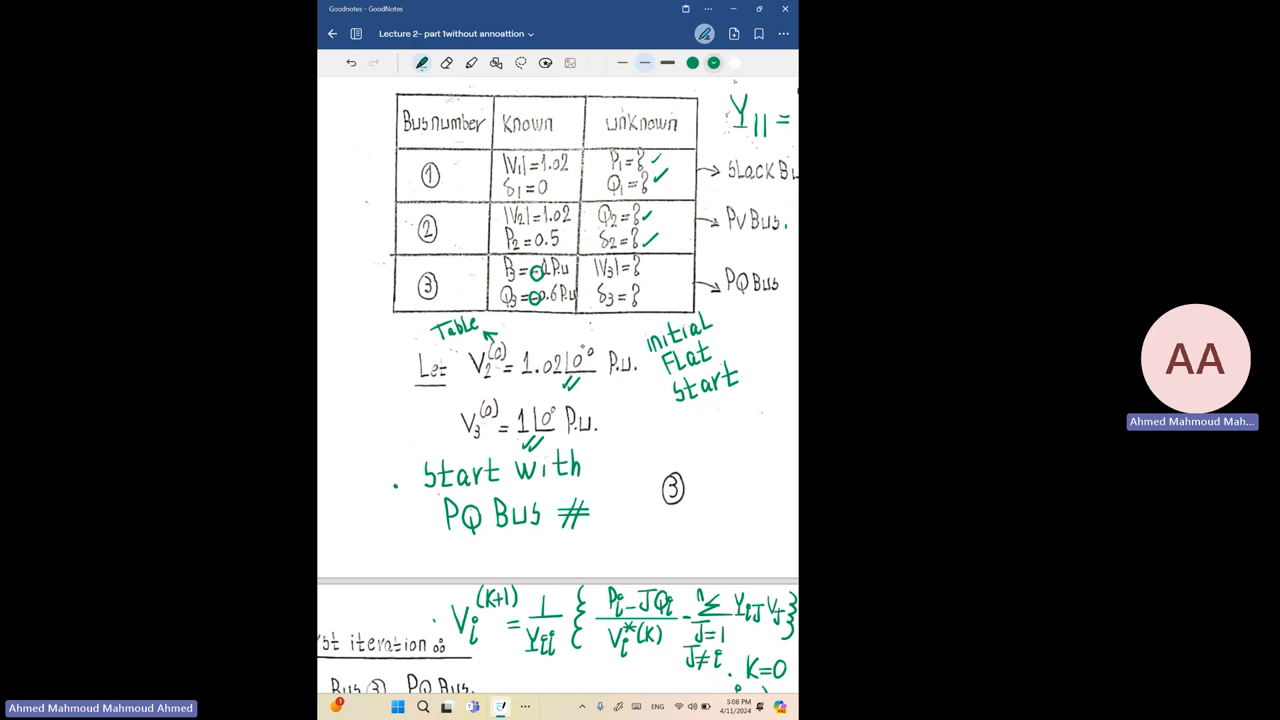 Goodnotes - GoodNotes
Lecture 2- part 1without annoattion
Bus number Known unknown
① |V1| = 1.02 P1 = ? ✓
δ1 = 0 Q1 = ? ✓
② |V2| = 1.02 Q2 = ? ✓
P2 = 0.5 δ2 = ? ✓
③ P3 = -1 P.u |V3| = ?
Q3 = -0.6 P.u δ3 = ?
Y11 =
→ SLack Bu
→ PV Bus.
→ PQ Bus
Table
Let V2^(0) = 1.02∠0° P.u.
V3^(0) = 1∠0° P.u.
initial
FLat
Start
. Start with
PQ Bus # ③
. Vi^(K+1) = 1/Yii { (Pi - JQi)/Vi*(K) - n Σ J=1 J≠i YiJ VJ }
. K=0
rst iteration
Bus ③ PQ Bus.
AA
Ahmed Mahmoud Mah...
Ahmed Mahmoud Mahmoud Ahmed
ENG
5:08 PM
4/11/2024